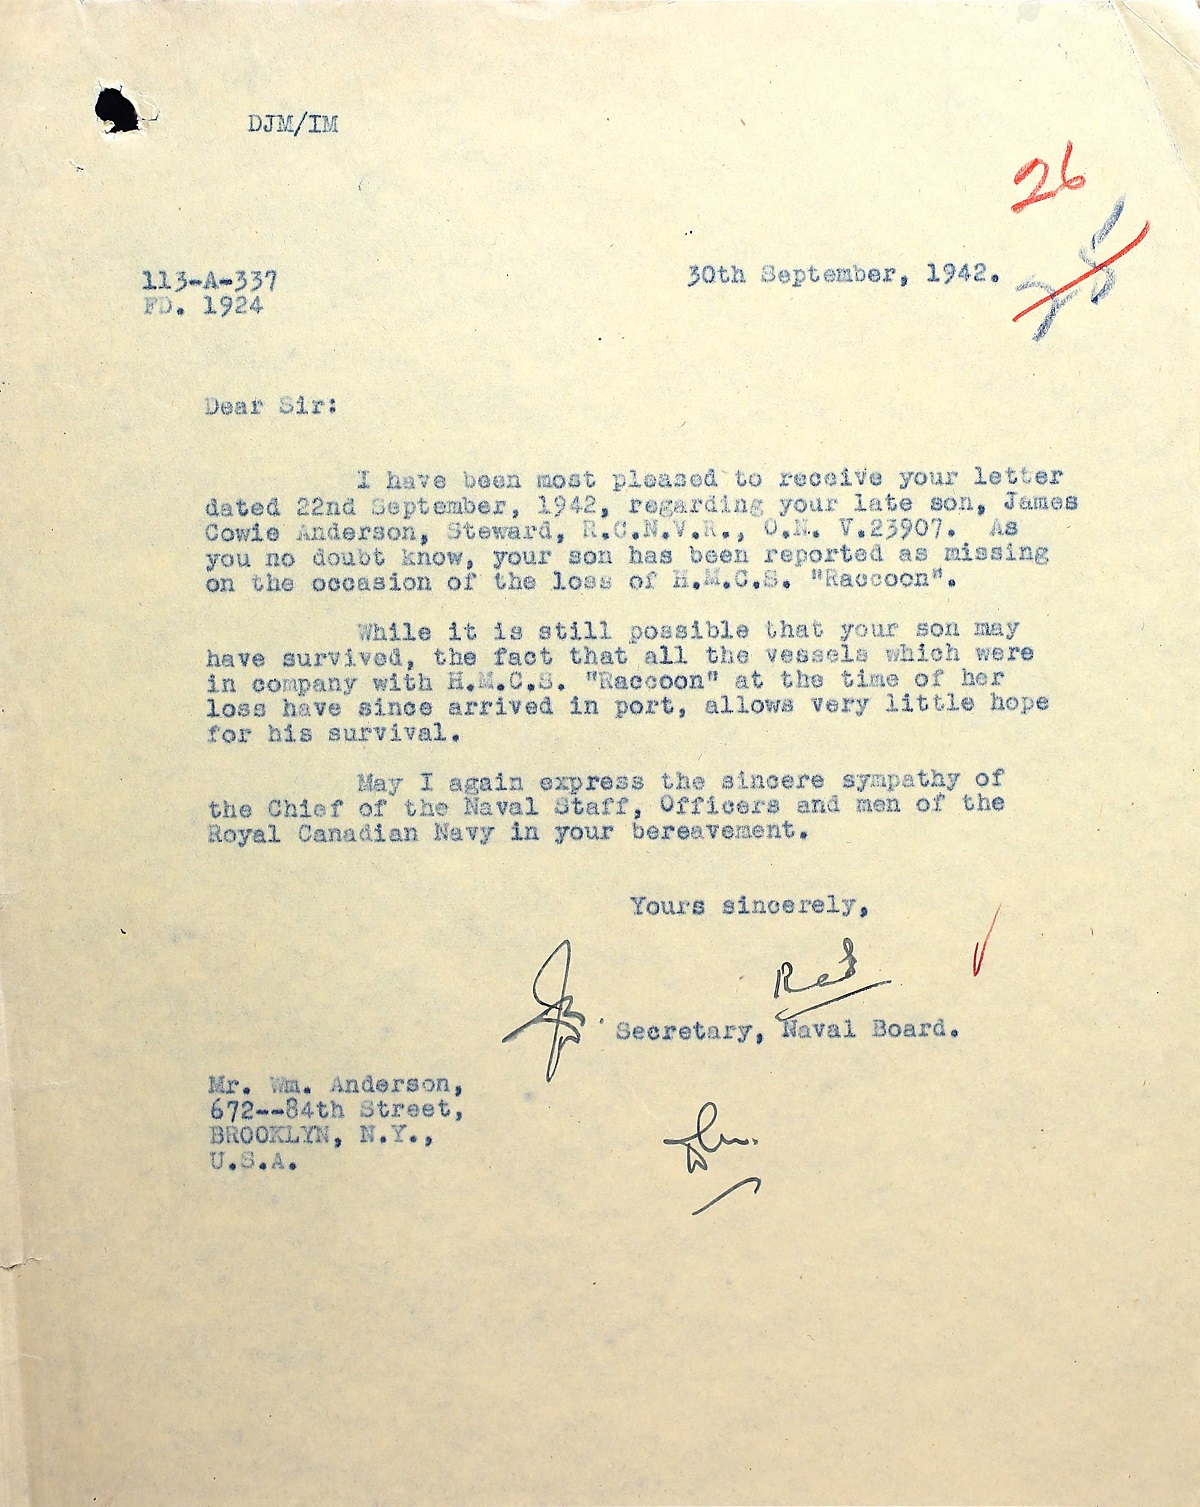 DJM/IM
26
25
113-A-337
30th September, 1942.
FD. 1924
Dear Sir:
I have been most pleased to receive your letter
dated 22nd September, 1942, regarding your late son, James
Cowie Anderson, Steward, R.C.N.V.R., O.N. V.23907. As
you no doubt know, your son has been reported as missing
on the occasion of the loss of H.M.C.S. "Raccoon".
While it is still possible that your son may
have survived, the fact that all the vessels which were
in company with H.M.C.S. "Raccoon" at the time of her
loss have since arrived in port, allows very little hope
for his survival.
May I again express the sincere sympathy of
the Chief of the Naval Staff, Officers and men of the
Royal Canadian Navy in your bereavement.
Yours sincerely,
Secretary, Naval Board.
Mr. Wm. Anderson,
672--84th Street,
BROOKLYN, N.Y.,
U.S.A.